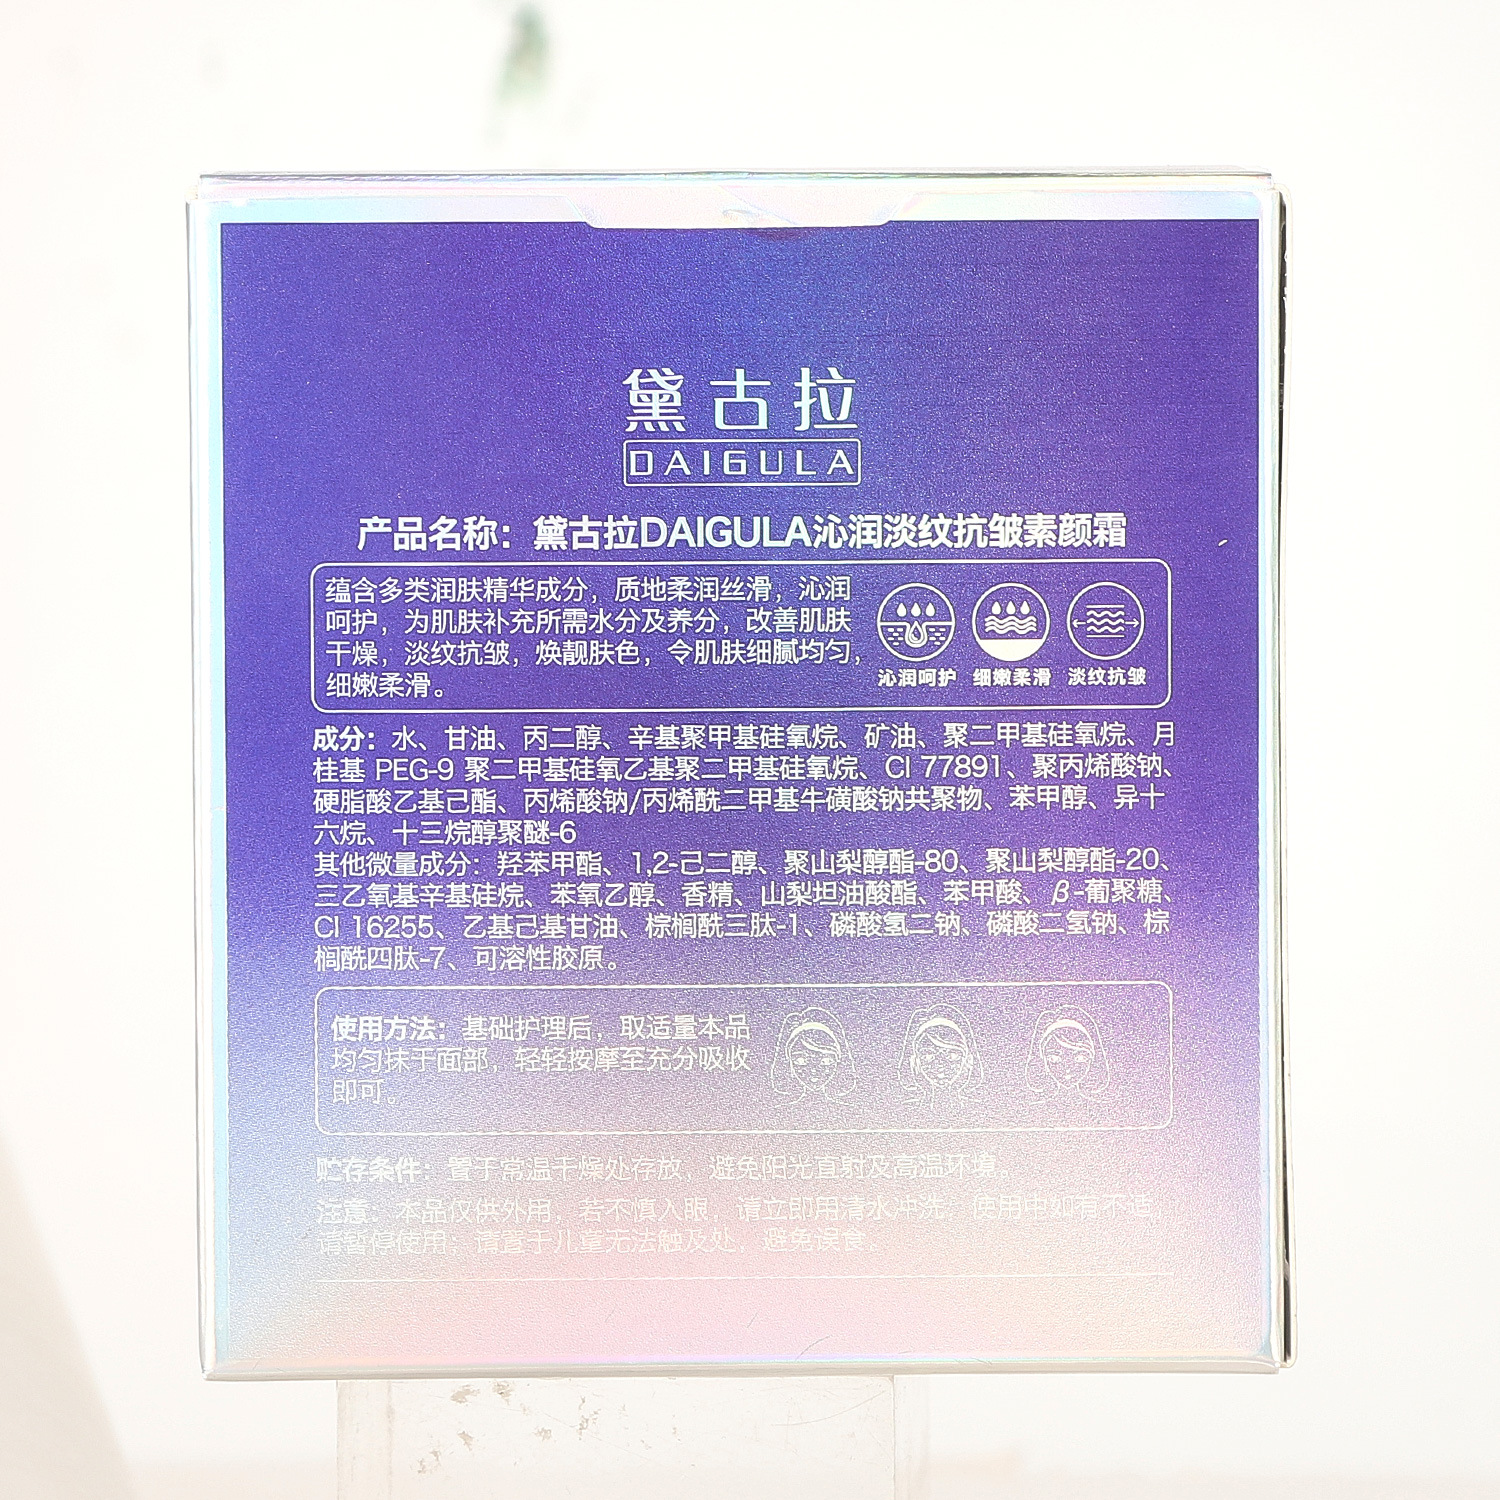 黛古拉
DAIGULA
产品名称：黛古拉DAIGULA沁润淡纹抗皱素颜霜
蕴含多类润肤精华成分，质地柔润丝滑，沁润
呵护，为肌肤补充所需水分及养分，改善肌肤
干燥，淡纹抗皱，焕靓肤色，令肌肤细腻均匀，
细嫩柔滑。
沁润呵护 细嫩柔滑 淡纹抗皱
成分：水、甘油、丙二醇、辛基聚甲基硅氧烷、矿油、聚二甲基硅氧烷、月
桂基 PEG-9 聚二甲基硅氧乙基聚二甲基硅氧烷、CI 77891、聚丙烯酸钠、
硬脂酸乙基己酯、丙烯酸钠/丙烯酰二甲基牛磺酸钠共聚物、苯甲醇、异十
六烷、十三烷醇聚醚-6
其他微量成分：羟苯甲酯、1,2-己二醇、聚山梨醇酯-80、聚山梨醇酯-20、
三乙氧基辛基硅烷、苯氧乙醇、香精、山梨坦油酸酯、苯甲酸、β-葡聚糖、
CI 16255、乙基己基甘油、棕榈酰三肽-1、磷酸氢二钠、磷酸二氢钠、棕
榈酰四肽-7、可溶性胶原。
使用方法：基础护理后，取适量本品
均匀抹于面部，轻轻按摩至充分吸收
即可。
贮存条件：置于常温干燥处存放，避免阳光直射及高温环境。
注意：本品仅供外用，若不慎入眼，请立即用清水冲洗，使用中如有不适，
请暂停使用；请置于儿童无法触及处，避免误食。